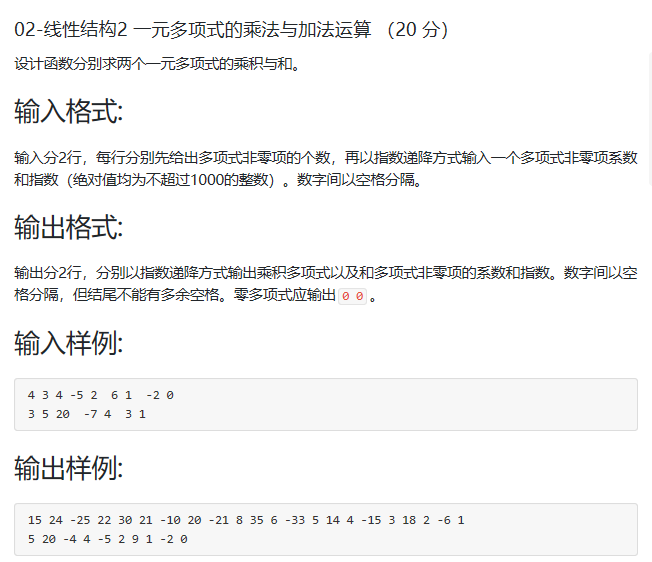 02-线性结构2 一元多项式的乘法与加法运算 （20 分）
设计函数分别求两个一元多项式的乘积与和。
输入格式:
输入分2行，每行分别先给出多项式非零项的个数，再以指数递降方式输入一个多项式非零项系数
和指数（绝对值均为不超过1000的整数）。数字间以空格分隔。
输出格式:
输出分2行，分别以指数递降方式输出乘积多项式以及和多项式非零项的系数和指数。数字间以空
格分隔，但结尾不能有多余空格。零多项式应输出 0 0 。
输入样例:
4 3 4 -5 2  6 1  -2 0
3 5 20  -7 4  3 1
输出样例:
15 24 -25 22 30 21 -10 20 -21 8 35 6 -33 5 14 4 -15 3 18 2 -6 1
5 20 -4 4 -5 2 9 1 -2 0